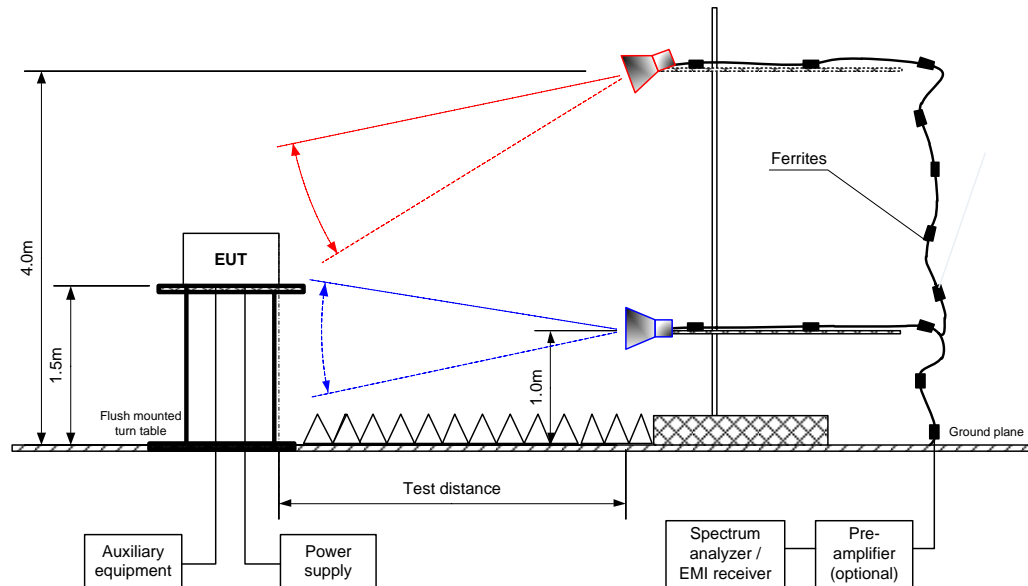 Ferrites
4.0m
EUT
1.5m
1.0m
Flush mounted
turn table
Ground plane
Test distance
Auxiliary
equipment
Power
supply
Spectrum
analyzer /
EMI receiver
Pre-
amplifier
(optional)